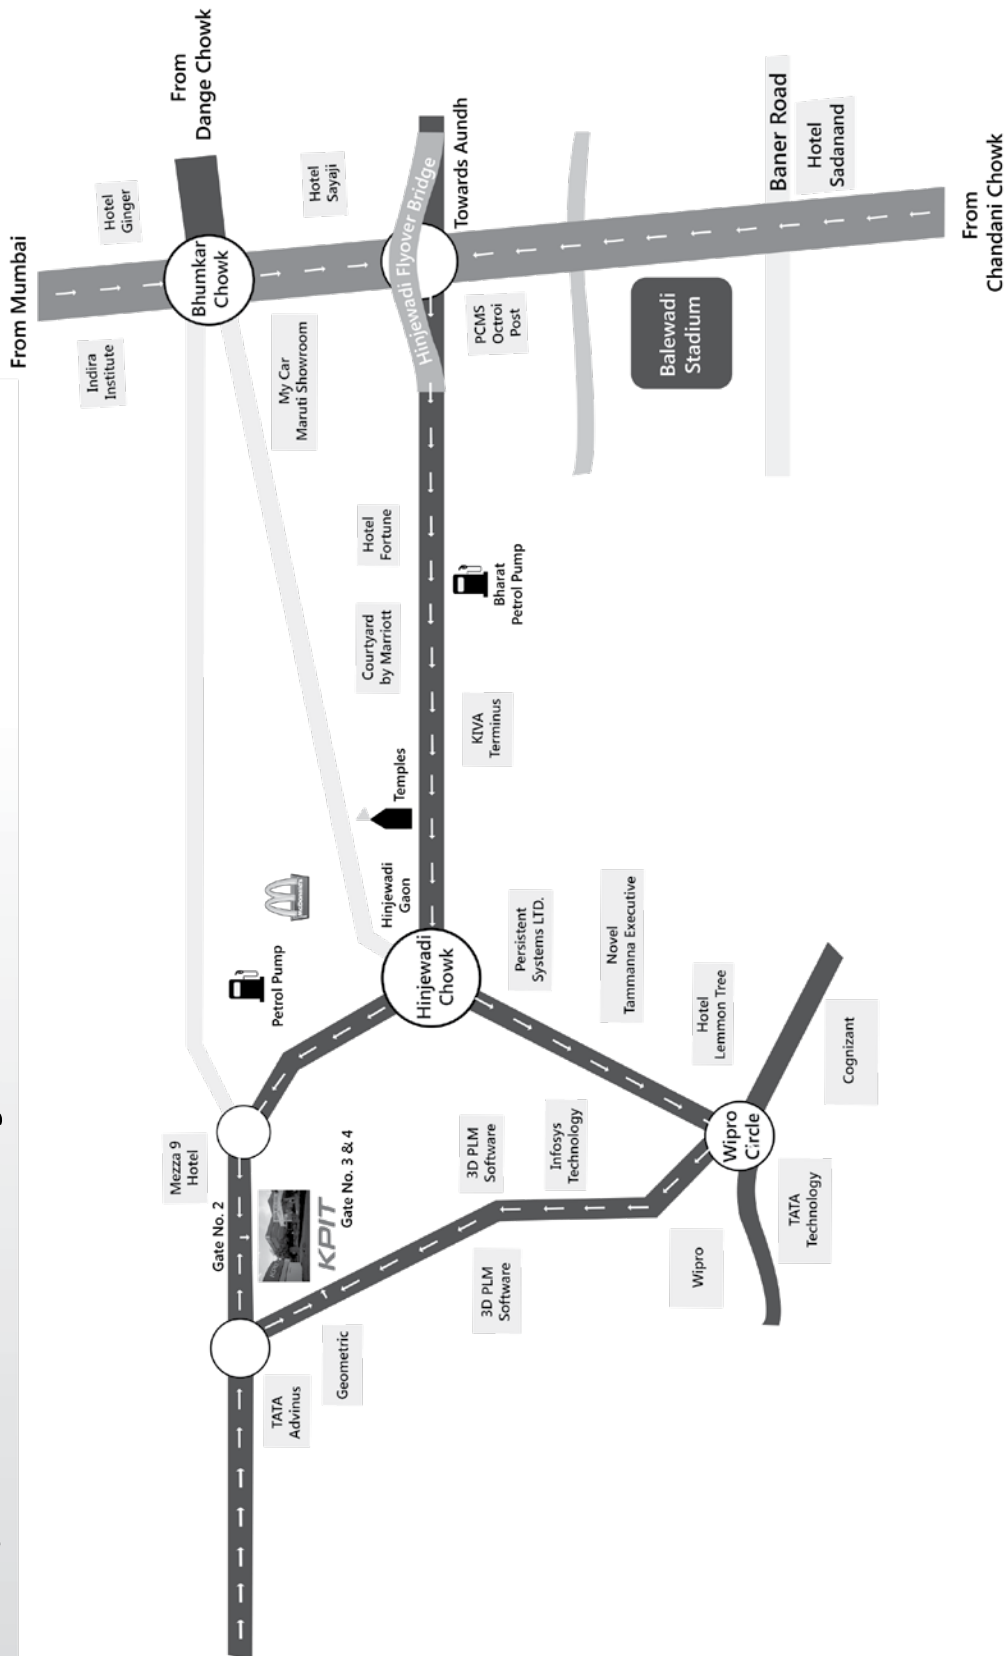 From Mumbai
From
Dange Chowk
Hotel
Ginger
Indira
Institute
Bhumkar
Chowk
Hotel
Sayaji
My Car
Maruti Showroom
Hinjewadi Flyover Bridge
Towards Aundh
PCMS
Octroi
Post
Balewadi
Stadium
Baner Road
Hotel
Sadanand
From
Chandani Chowk
Hotel
Fortune
Courtyard
by Marriott
Bharat
Petrol Pump
KIVA
Terminus
Temples
Hinjewadi
Gaon
McDonald's
Petrol Pump
Hinjewadi
Chowk
Persistent
Systems LTD.
Novel
Tammanna Executive
Hotel
Lemmon Tree
Cognizant
Wipro
Circle
TATA
Technology
Wipro
Infosys
Technology
3D PLM
Software
3D PLM
Software
Mezza 9
Hotel
Gate No. 2
KPIT
Gate No. 3 & 4
Geometric
TATA
Advinus